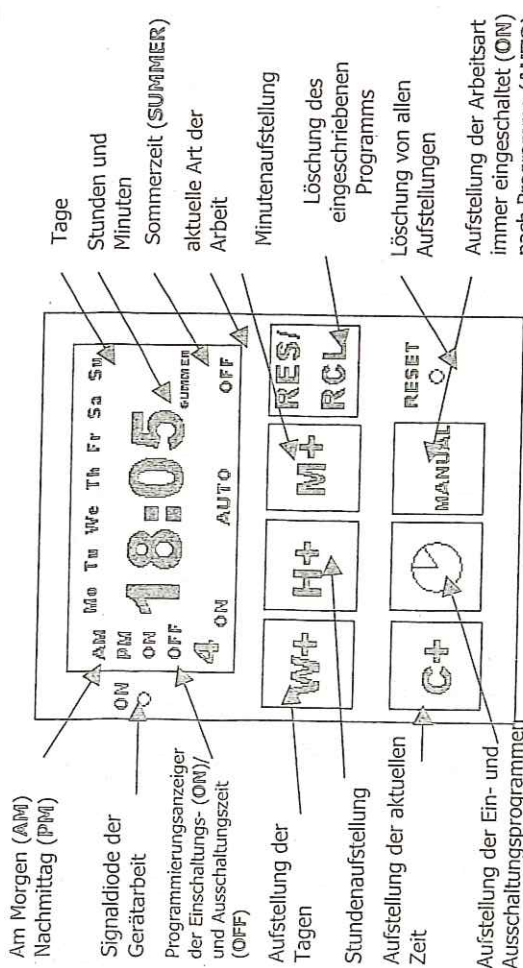 Am Morgen (AM)
Nachmittag (PM)
Signaldiode der
Gerätarbeit
Programmierungsanzeiger
der Einschaltungs- (ON)/
und Ausschaltungszeit
(OFF)
Aufstellung der
Tagen
Stundenaufstellung
Aufstellung der aktuellen
Zeit
Aufstellung der Ein- und
Ausschaltungsprogrammen
ON
AM Mo Tu We Th Fr Sa Su
PM
ON
OFF
18:05
SUMMER
4 ON AUTO OFF
W+ H+ M+ RES/
RCL
C+ MANUAL RESET
Tage
Stunden und
Minuten
Sommerzeit (SUMMER)
aktuelle Art der
Arbeit
Minutenaufstellung
Löschung des
eingeschriebenen
Programms
Löschung von allen
Aufstellungen
Aufstellung der Arbeitsart
immer eingeschaltet (ON)